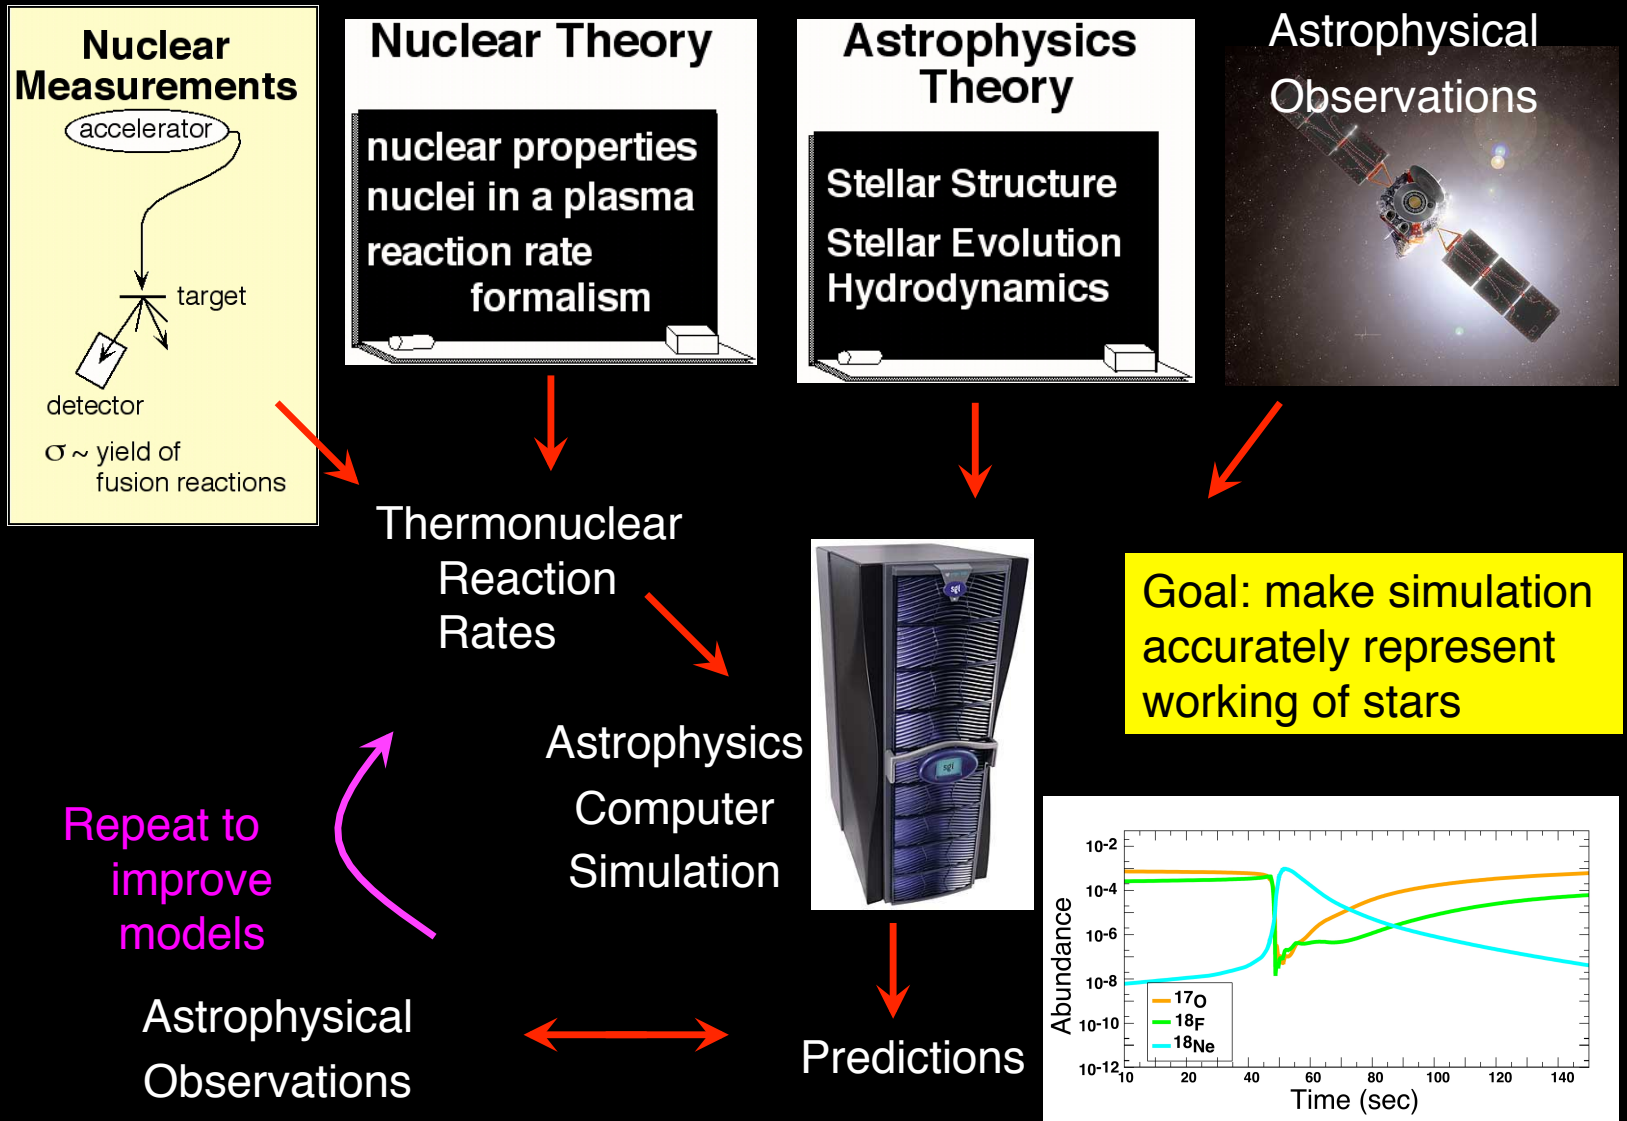 Nuclear
Measurements
accelerator
target
detector
σ ~ yield of
fusion reactions
Nuclear Theory
nuclear properties
nuclei in a plasma
reaction rate
formalism
Astrophysics
Theory
Stellar Structure
Stellar Evolution
Hydrodynamics
Astrophysical
Observations
Thermonuclear
Reaction
Rates
sgi
sgi
Goal: make simulation
accurately represent
working of stars
Astrophysics
Computer
Simulation
Repeat to
improve
models
Astrophysical
Observations
Predictions
Abundance
10-2
10-4
10-6
10-8
10-10
10-12
17O
18F
18Ne
10 20 40 60 80 100 120 140
Time (sec)